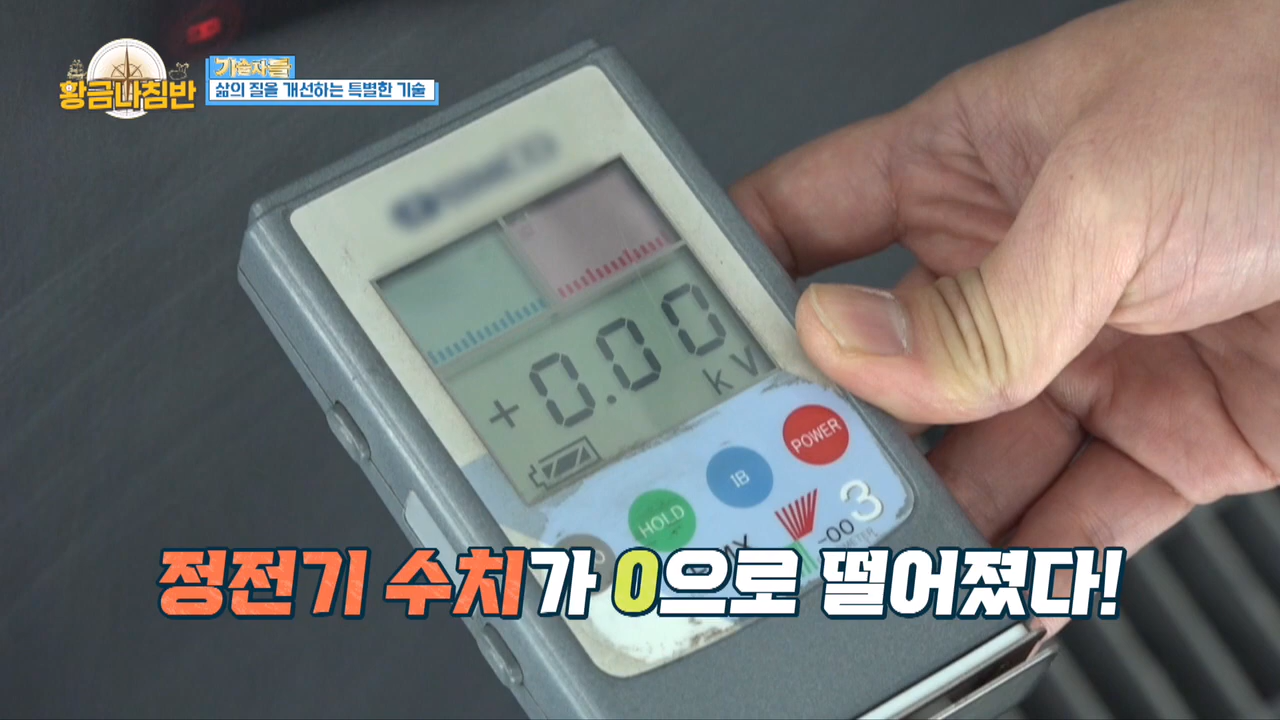 황금나침반
기술자들
삶의 질을 개선하는 특별한 기술
+0.00
kV
POWER
IB
HOLD
3
-00
정전기 수치가 0으로 떨어졌다!